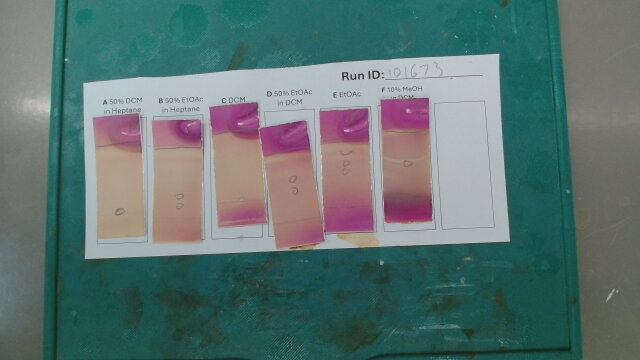 Run ID: 101673
A 50% DCM
in Heptane
B 50% EtOAc
in Heptane
C DCM
D 50% EtOAc
in DCM
E EtOAc
F 10% MeOH
in DCM